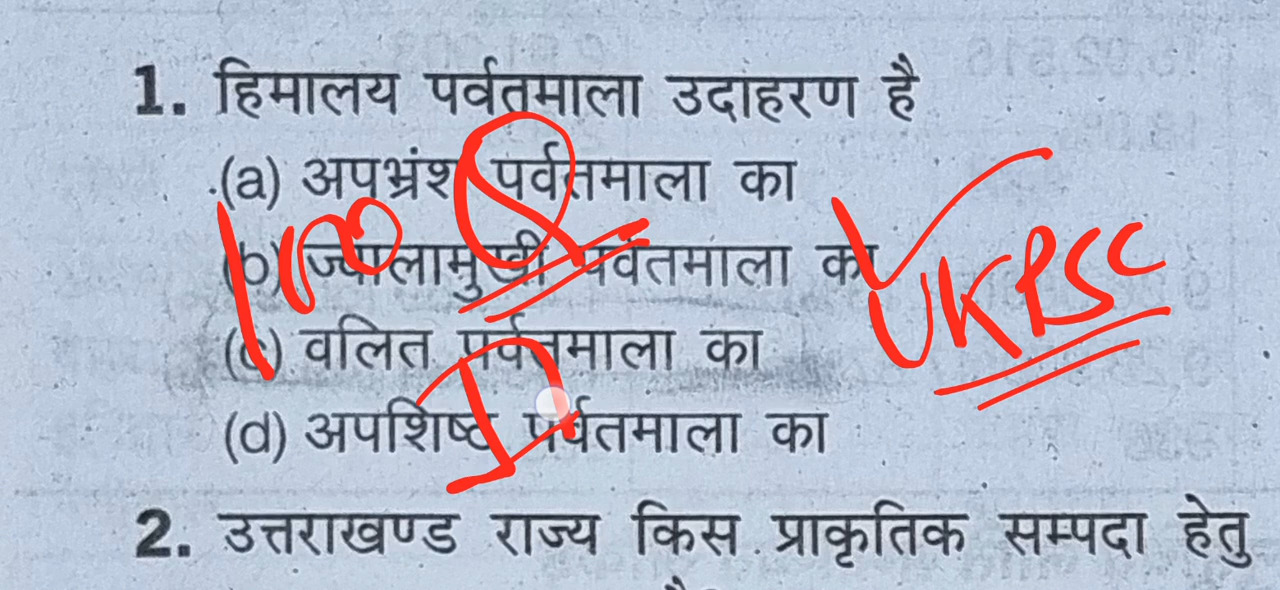 1. हिमालय पर्वतमाला उदाहरण है
(a) अपभ्रंश पर्वतमाला का
(b) ज्वालामुखी पर्वतमाला का
(c) वलित पर्वतमाला का
(d) अपशिष्ट पर्वतमाला का
2. उत्तराखण्ड राज्य किस प्राकृतिक सम्पदा हेतु
100 Q
UKPSC